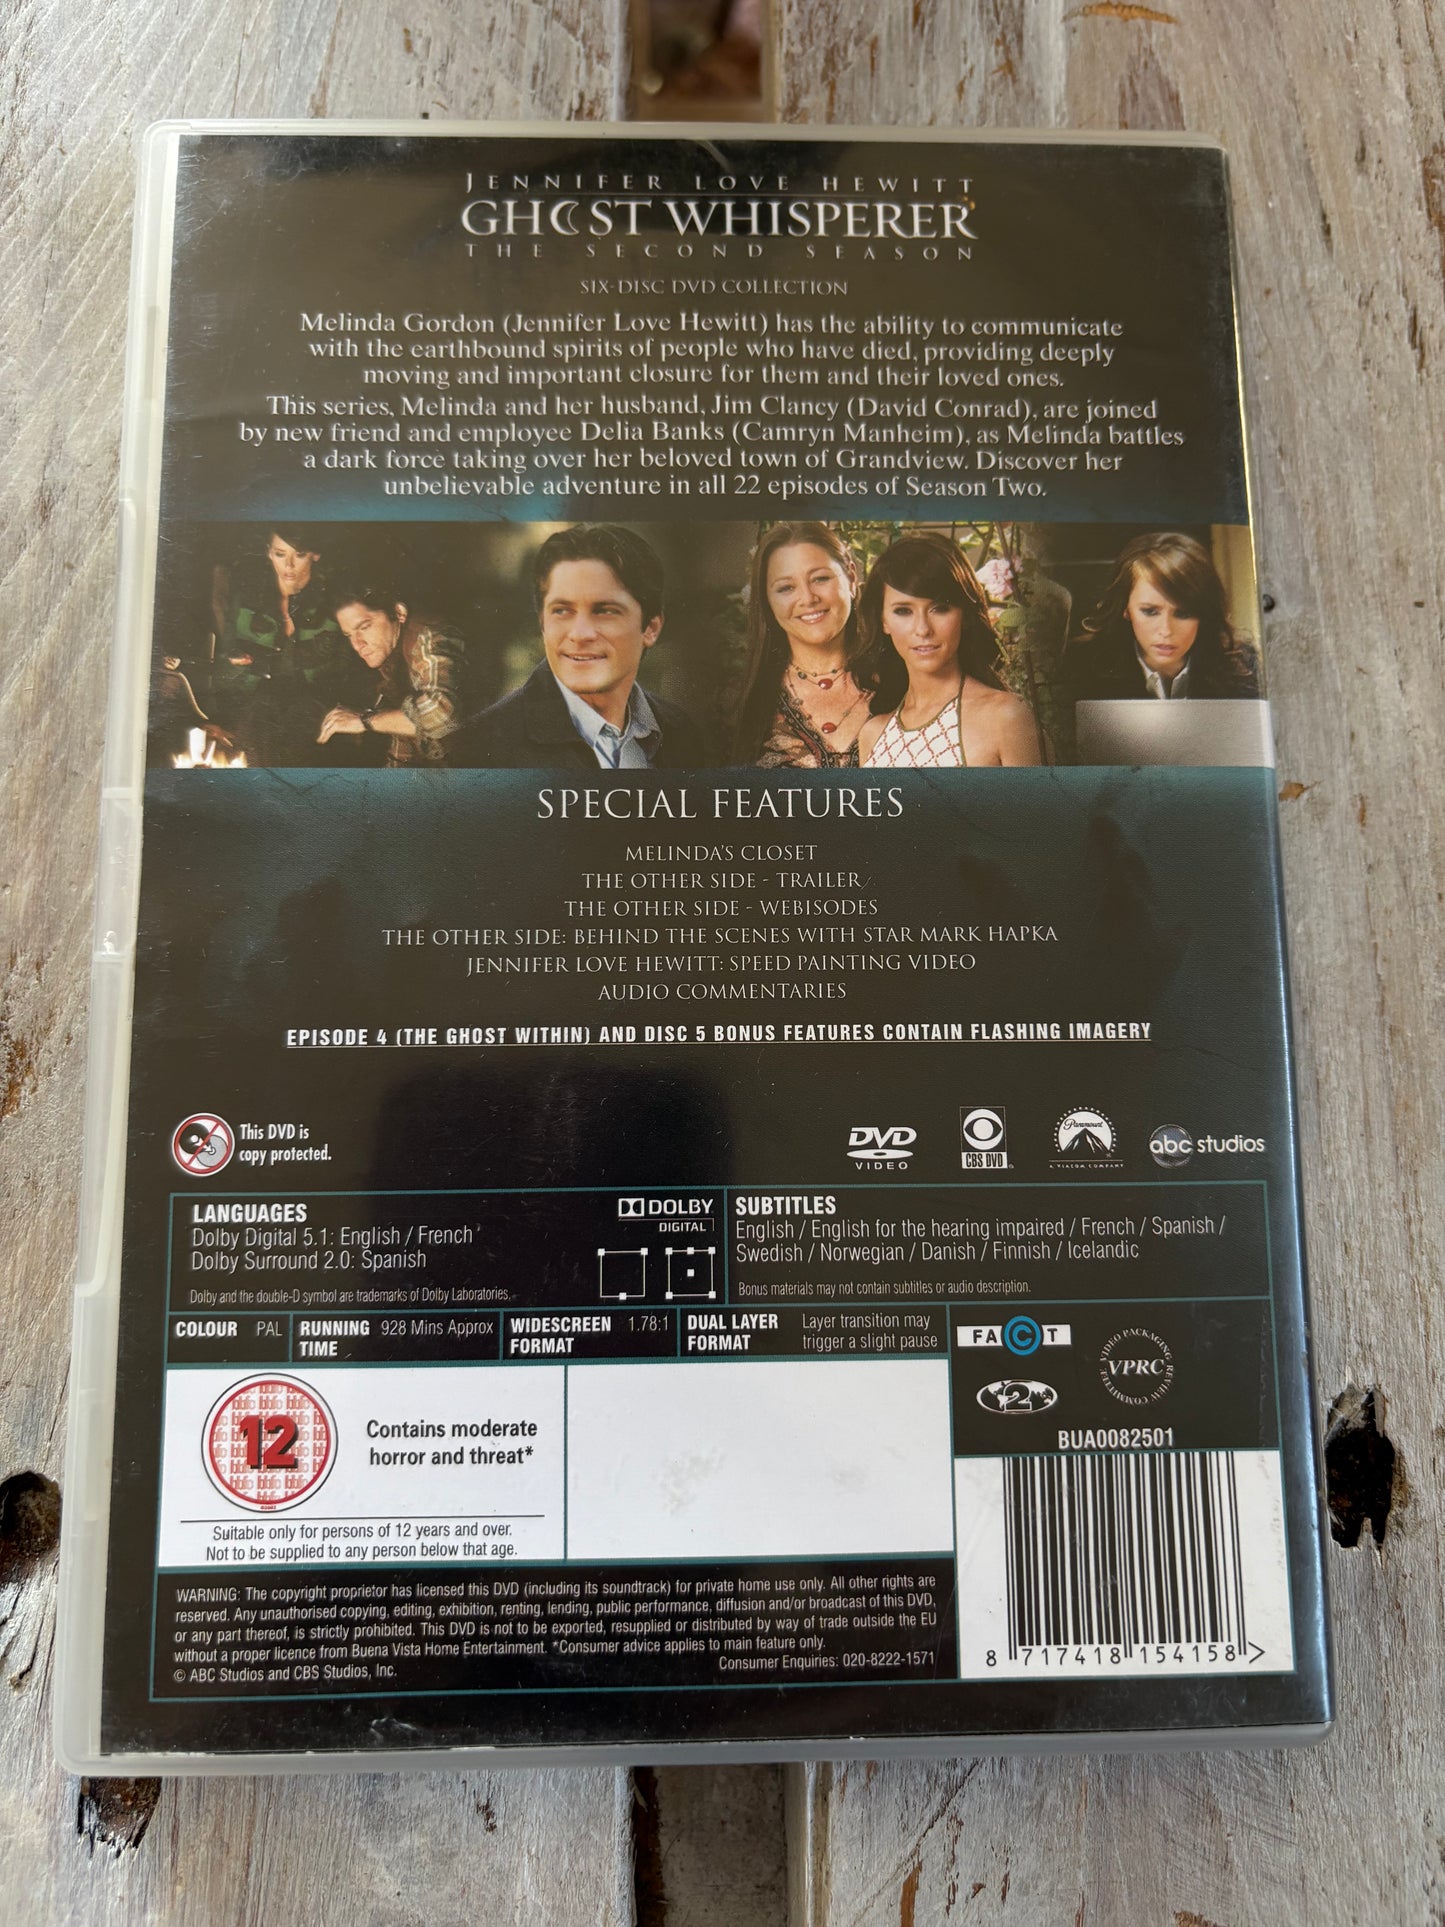 JENNIFER LOVE HEWITT
GHOST WHISPERER
THE SECOND SEASON
SIX-DISC DVD COLLECTION
Melinda Gordon (Jennifer Love Hewitt) has the ability to communicate
with the earthbound spirits of people who have died, providing deeply
moving and important closure for them and their loved ones.
This series, Melinda and her husband, Jim Clancy (David Conrad), are joined
by new friend and employee Delia Banks (Camryn Manheim), as Melinda battles
a dark force taking over her beloved town of Grandview. Discover her
unbelievable adventure in all 22 episodes of Season Two.
SPECIAL FEATURES
MELINDA'S CLOSET
THE OTHER SIDE - TRAILER
THE OTHER SIDE - WEBISODES
THE OTHER SIDE: BEHIND THE SCENES WITH STAR MARK HAPKA
JENNIFER LOVE HEWITT: SPEED PAINTING VIDEO
AUDIO COMMENTARIES
EPISODE 4 (THE GHOST WITHIN) AND DISC 5 BONUS FEATURES CONTAIN FLASHING IMAGERY
This DVD is
copy protected.
DVD
VIDEO
CBS DVD
Paramount
A VIACOM COMPANY
abc studios
LANGUAGES
Dolby Digital 5.1: English / French
Dolby Surround 2.0: Spanish
Dolby and the double-D symbol are trademarks of Dolby Laboratories.
DOLBY
DIGITAL
SUBTITLES
English / English for the hearing impaired / French / Spanish /
Swedish / Norwegian / Danish / Finnish / Icelandic
Bonus materials may not contain subtitles or audio description.
COLOUR PAL
RUNNING TIME 928 Mins Approx
WIDESCREEN FORMAT 1.78:1
DUAL LAYER FORMAT
Layer transition may
trigger a slight pause
FACT
2
VIDEO PACKAGING REVIEW COMMITTEE
VPRC
BUA0082501
12
Contains moderate
horror and threat*
Suitable only for persons of 12 years and over.
Not to be supplied to any person below that age.
WARNING: The copyright proprietor has licensed this DVD (including its soundtrack) for private home use only. All other rights are
reserved. Any unauthorised copying, editing, exhibition, renting, lending, public performance, diffusion and/or broadcast of this DVD,
or any part thereof, is strictly prohibited. This DVD is not to be exported, resupplied or distributed by way of trade outside the EU
without a proper licence from Buena Vista Home Entertainment. *Consumer advice applies to main feature only.
© ABC Studios and CBS Studios, Inc.
Consumer Enquiries: 020-8222-1571
8 717418 154158 >